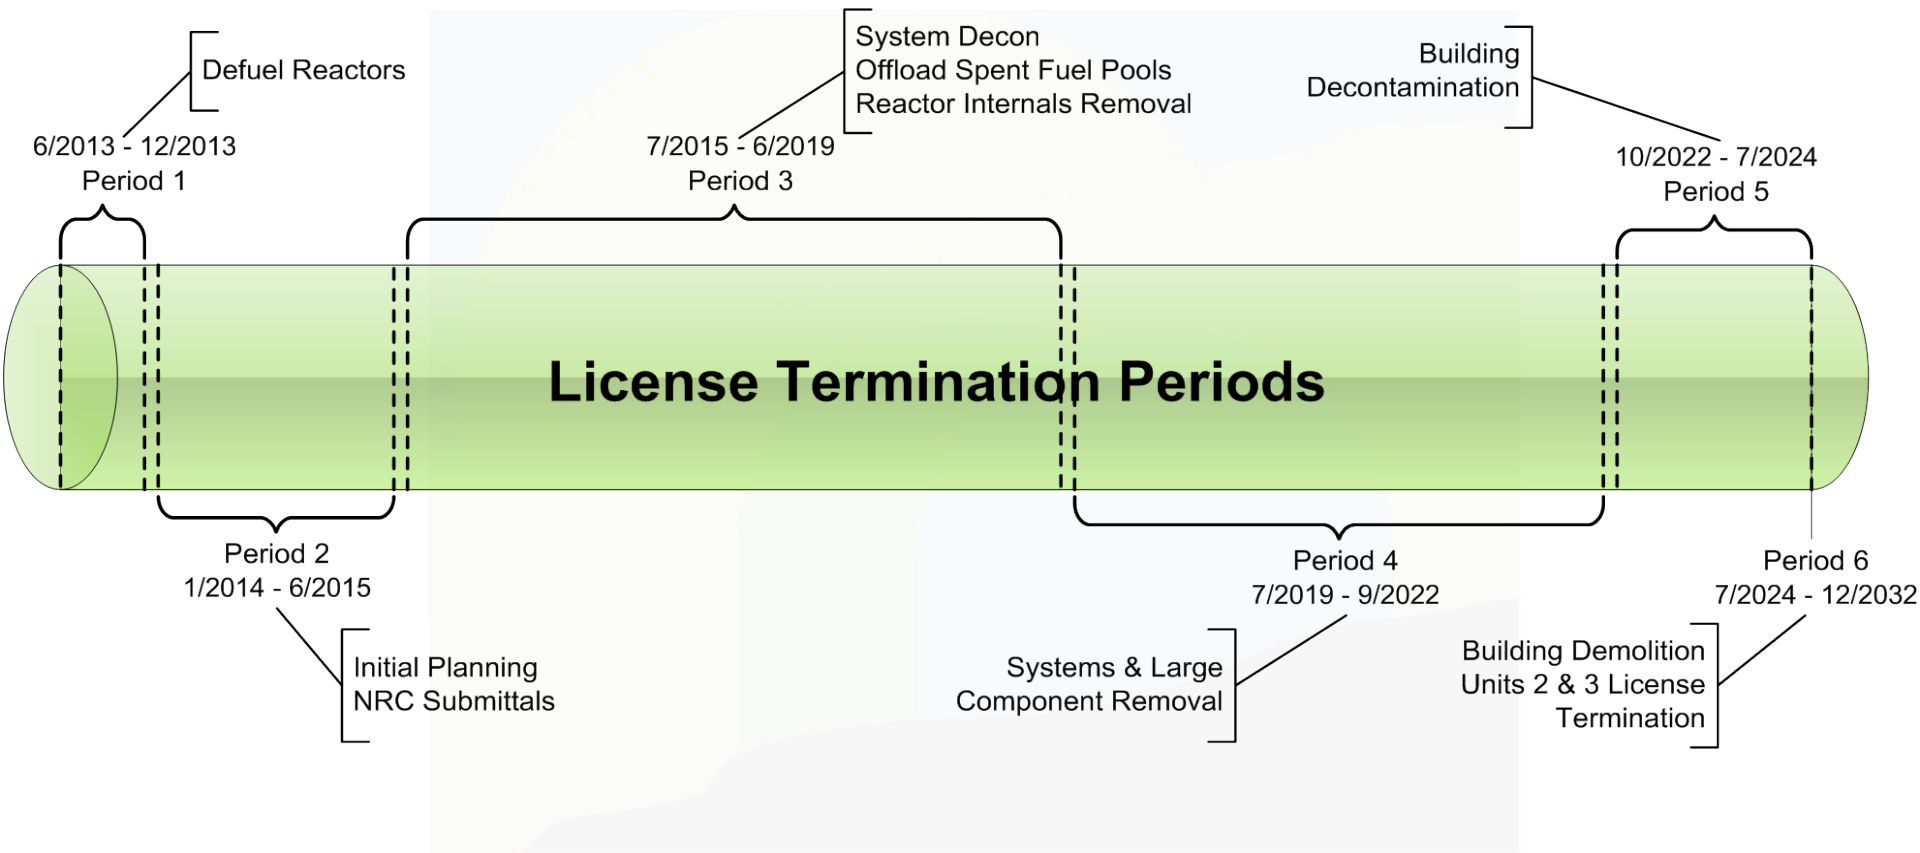 Defuel Reactors
6/2013 - 12/2013
Period 1
System Decon
Offload Spent Fuel Pools
Reactor Internals Removal
7/2015 - 6/2019
Period 3
Building
Decontamination
10/2022 - 7/2024
Period 5
License Termination Periods
Period 2
1/2014 - 6/2015
Initial Planning
NRC Submittals
Period 4
7/2019 - 9/2022
Systems & Large
Component Removal
Period 6
7/2024 - 12/2032
Building Demolition
Units 2 & 3 License
Termination